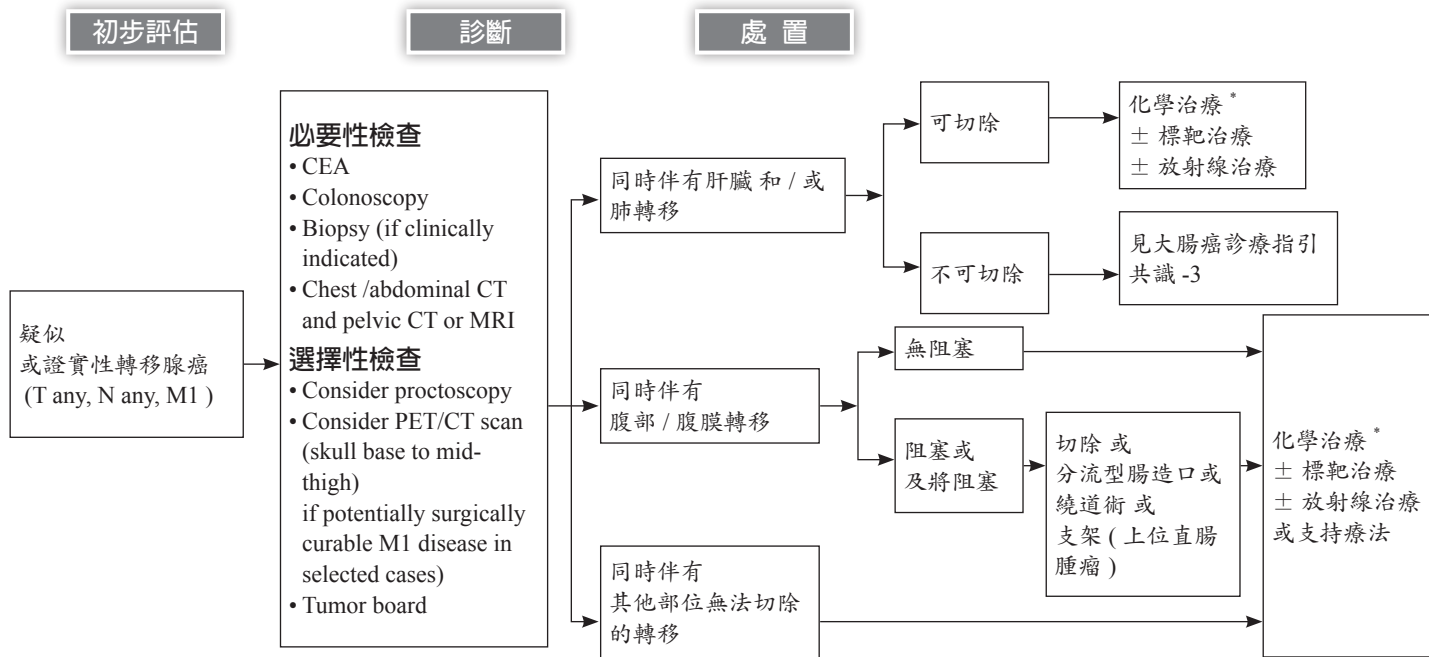 初步評估
診斷
處 置
疑似
或證實性轉移腺癌
(T any, N any, M1 )
必要性檢查
• CEA
• Colonoscopy
• Biopsy (if clinically
indicated)
• Chest /abdominal CT
and pelvic CT or MRI
選擇性檢查
• Consider proctoscopy
• Consider PET/CT scan
(skull base to mid-
thigh)
if potentially surgically
curable M1 disease in
selected cases)
• Tumor board
同時伴有肝臟 和 / 或
肺轉移
可切除
化學治療 *
± 標靶治療
± 放射線治療
不可切除
見大腸癌診療指引
共識 -3
同時伴有
腹部 / 腹膜轉移
無阻塞
阻塞或
及將阻塞
切除 或
分流型腸造口或
繞道術 或
支架 ( 上位直腸
腫瘤 )
同時伴有
其他部位無法切除
的轉移
化學治療 *
± 標靶治療
± 放射線治療
或支持療法